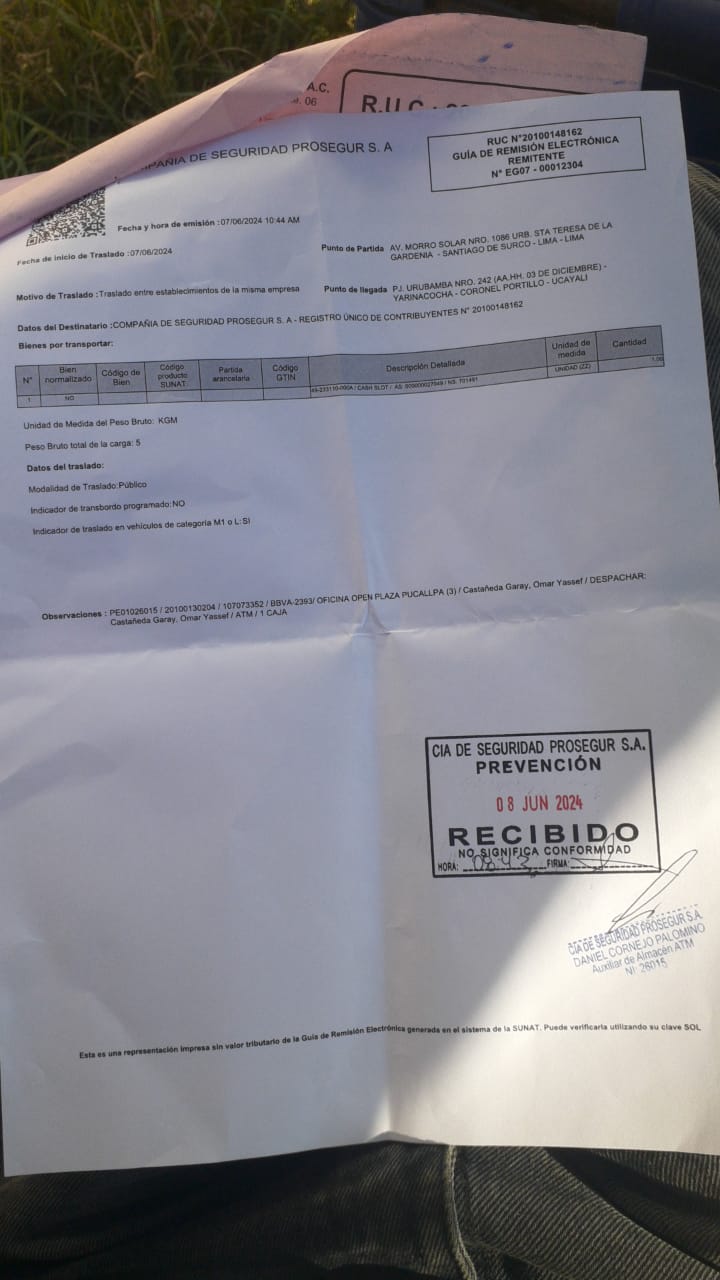 A.C.
06
R.U.C.
COMPAÑIA DE SEGURIDAD PROSEGUR S. A
RUC N°20100148162
GUÍA DE REMISIÓN ELECTRÓNICA
REMITENTE
N° EG07 - 00012304
Fecha y hora de emisión :07/06/2024 10:44 AM
Fecha de inicio de Traslado :07/06/2024
Punto de Partida AV. MORRO SOLAR NRO. 1086 URB. STA TERESA DE LA
GARDENIA - SANTIAGO DE SURCO - LIMA - LIMA
Motivo de Traslado :Traslado entre establecimientos de la misma empresa
Punto de llegada PJ. URUBAMBA NRO. 242 (AA.HH. 03 DE DICIEMBRE) -
YARINACOCHA - CORONEL PORTILLO - UCAYALI
Datos del Destinatario :COMPAÑIA DE SEGURIDAD PROSEGUR S. A - REGISTRO ÚNICO DE CONTRIBUYENTES N° 20100148162
Bienes por transportar:
N° Bien normalizado Código de Bien Código producto SUNAT Partida arancelaria Código GTIN Descripción Detallada Unidad de medida Cantidad
1 NO / CASH SLOT / UNIDAD (ZZ) 1.00
Unidad de Medida del Peso Bruto: KGM
Peso Bruto total de la carga: 5
Datos del traslado:
Modalidad de Traslado:Público
Indicador de transbordo programado:NO
Indicador de traslado en vehículos de categoria M1 o L:SI
Observaciones : PE01026015 / 20100130204 / 107073352 / BBVA-2393/ OFICINA OPEN PLAZA PUCALLPA (3) / Castañeda Garay, Omar Yassef / DESPACHAR:
Castañeda Garay, Omar Yassef / ATM / 1 CAJA
CIA DE SEGURIDAD PROSEGUR S.A.
PREVENCIÓN
08 JUN 2024
RECIBIDO
NO SIGNIFICA CONFORMIDAD
HORA: 08:43 FIRMA:
CIA DE SEGURIDAD PROSEGUR S.A.
DANIEL CORNEJO PALOMINO
Auxiliar de Almacén ATM
NI: 26015
Esta es una representación impresa sin valor tributario de la Guía de Remisión Electrónica generada en el sistema de la SUNAT. Puede verificarla utilizando su clave SOL